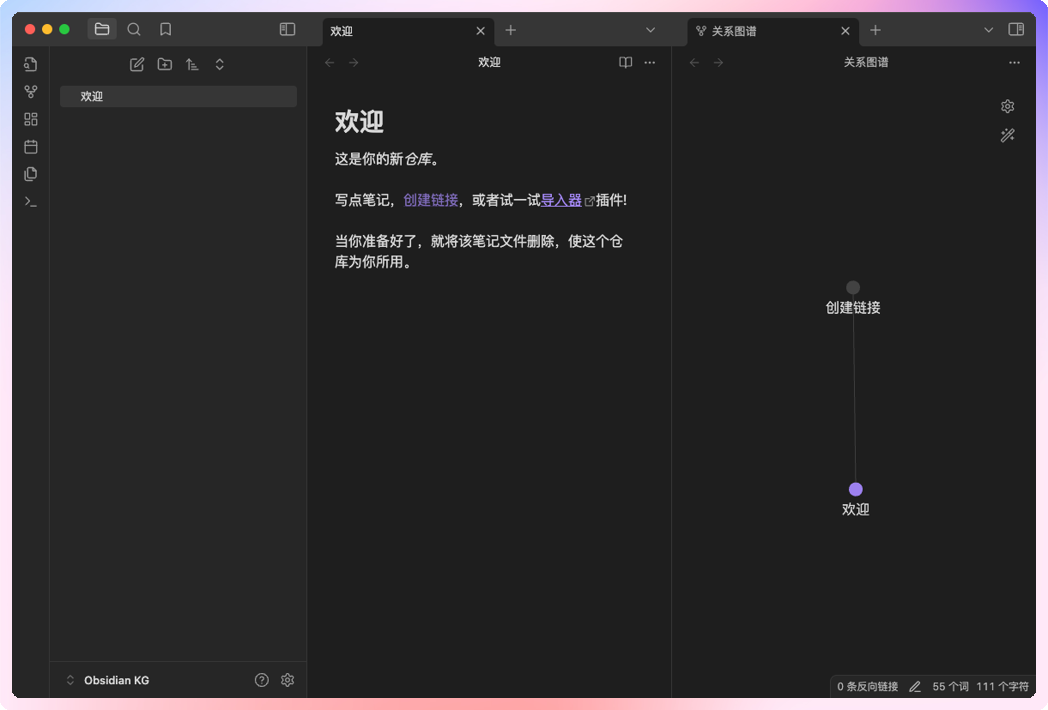 欢迎
关系图谱
欢迎
关系图谱
欢迎
欢迎
这是你的新仓库。
写点笔记，创建链接，或者试一试导入器插件!
当你准备好了，就将该笔记文件删除，使这个仓
库为你所用。
创建链接
欢迎
Obsidian KG
0 条反向链接 55 个词 111 个字符